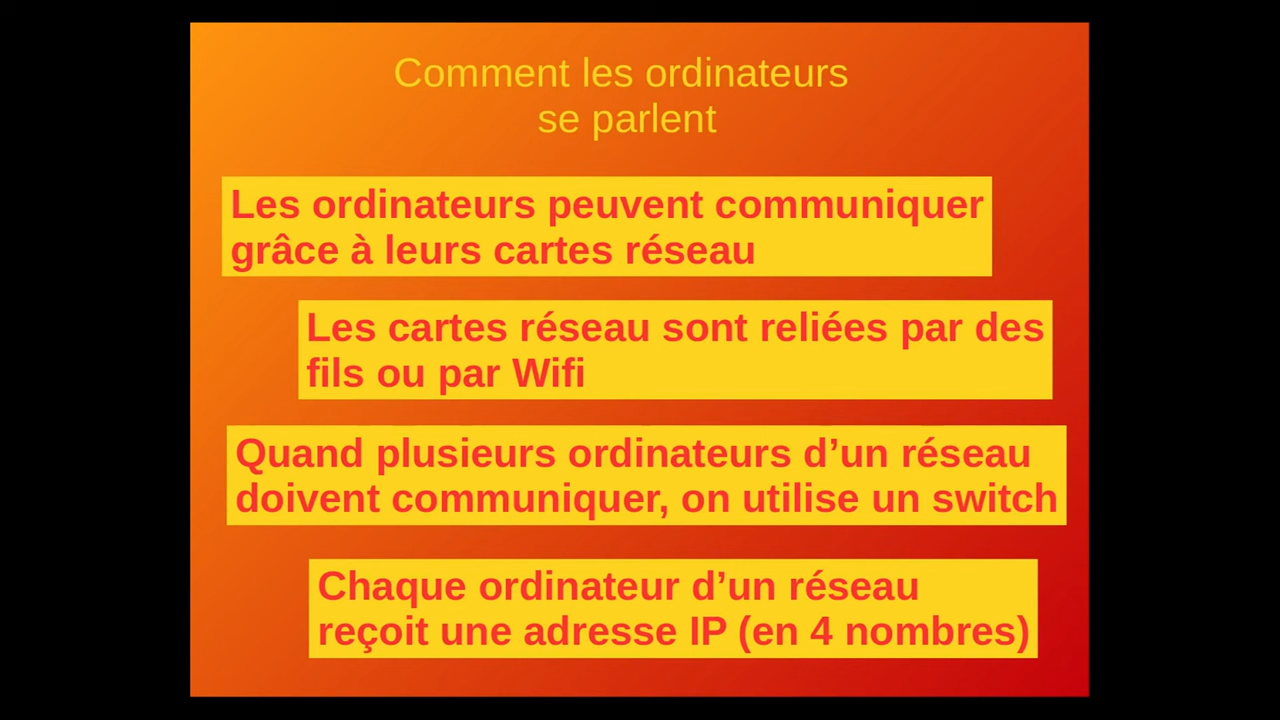 Comment les ordinateurs
se parlent
Les ordinateurs peuvent communiquer
grâce à leurs cartes réseau
Les cartes réseau sont reliées par des
fils ou par Wifi
Quand plusieurs ordinateurs d’un réseau
doivent communiquer, on utilise un switch
Chaque ordinateur d’un réseau
reçoit une adresse IP (en 4 nombres)